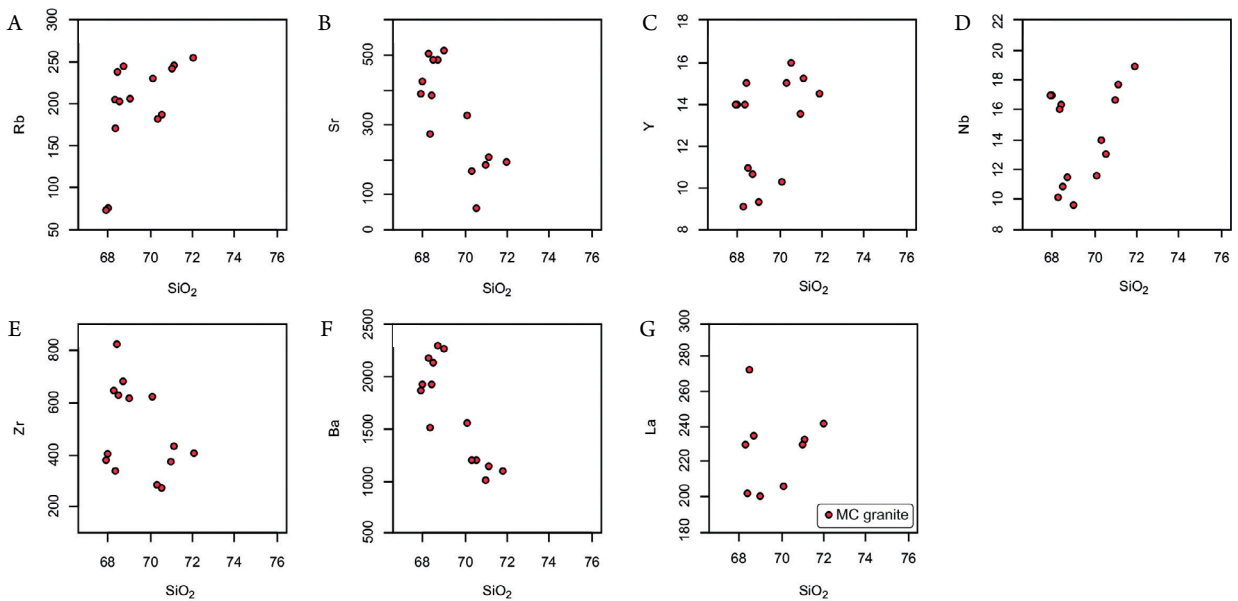 A
300
250
200
150
100
50
Rb
68 70 72 74 76
SiO2
B
500
300
100
0
Sr
68 70 72 74 76
SiO2
C
18
16
14
12
10
8
Y
68 70 72 74 76
SiO2
D
22
20
18
16
14
12
10
8
Nb
68 70 72 74 76
SiO2
E
800
600
400
200
Zr
68 70 72 74 76
SiO2
F
2500
2000
1500
1000
500
Ba
68 70 72 74 76
SiO2
G
300
280
260
240
220
200
180
La
68 70 72 74 76
SiO2
MC granite